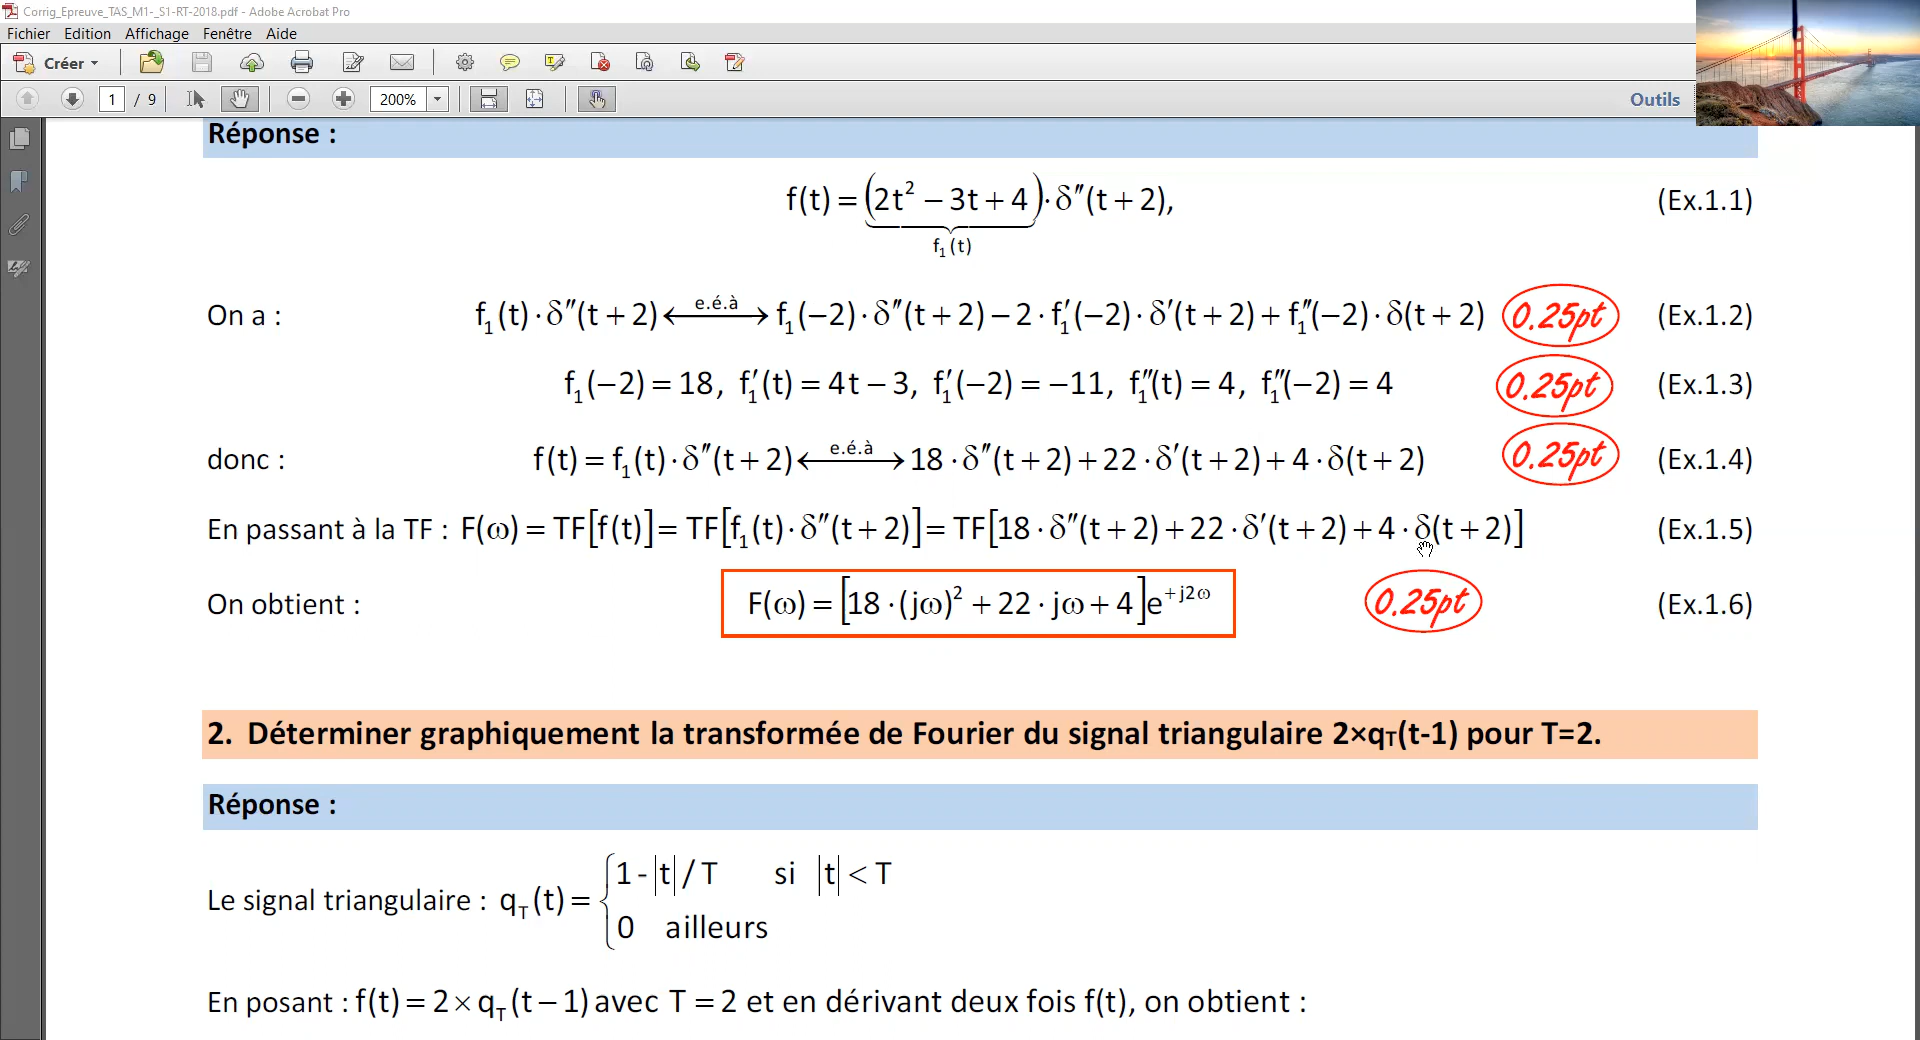 Corrig_Epreuve_TAS_M1-_S1-RT-2018.pdf - Adobe Acrobat Pro
Fichier Edition Affichage Fenêtre Aide
Créer
1 / 9 200% Outils
Réponse :
f(t) = (2t² − 3t + 4) · δ″(t + 2), (Ex.1.1)
f₁(t)
On a : f₁(t) · δ″(t + 2) ⟷ e.é.à f₁(−2) · δ″(t + 2) − 2 · f₁′(−2) · δ′(t + 2) + f₁″(−2) · δ(t + 2) 0.25pt (Ex.1.2)
f₁(−2) = 18, f₁′(t) = 4t − 3, f₁′(−2) = −11, f₁″(t) = 4, f₁″(−2) = 4 0.25pt (Ex.1.3)
donc : f(t) = f₁(t) · δ″(t + 2) ⟷ e.é.à 18 · δ″(t + 2) + 22 · δ′(t + 2) + 4 · δ(t + 2) 0.25pt (Ex.1.4)
En passant à la TF : F(ω) = TF[f(t)] = TF[f₁(t) · δ″(t + 2)] = TF[18 · δ″(t + 2) + 22 · δ′(t + 2) + 4 · δ(t + 2)] (Ex.1.5)
On obtient : F(ω) = [18 · (jω)² + 22 · jω + 4]e^{+ j2ω} 0.25pt (Ex.1.6)
2. Déterminer graphiquement la transformée de Fourier du signal triangulaire 2×qT(t-1) pour T=2.
Réponse :
Le signal triangulaire : qT(t) = { 1 - |t| / T si |t| < T
0 ailleurs
En posant : f(t) = 2 × qT(t − 1) avec T = 2 et en dérivant deux fois f(t), on obtient :